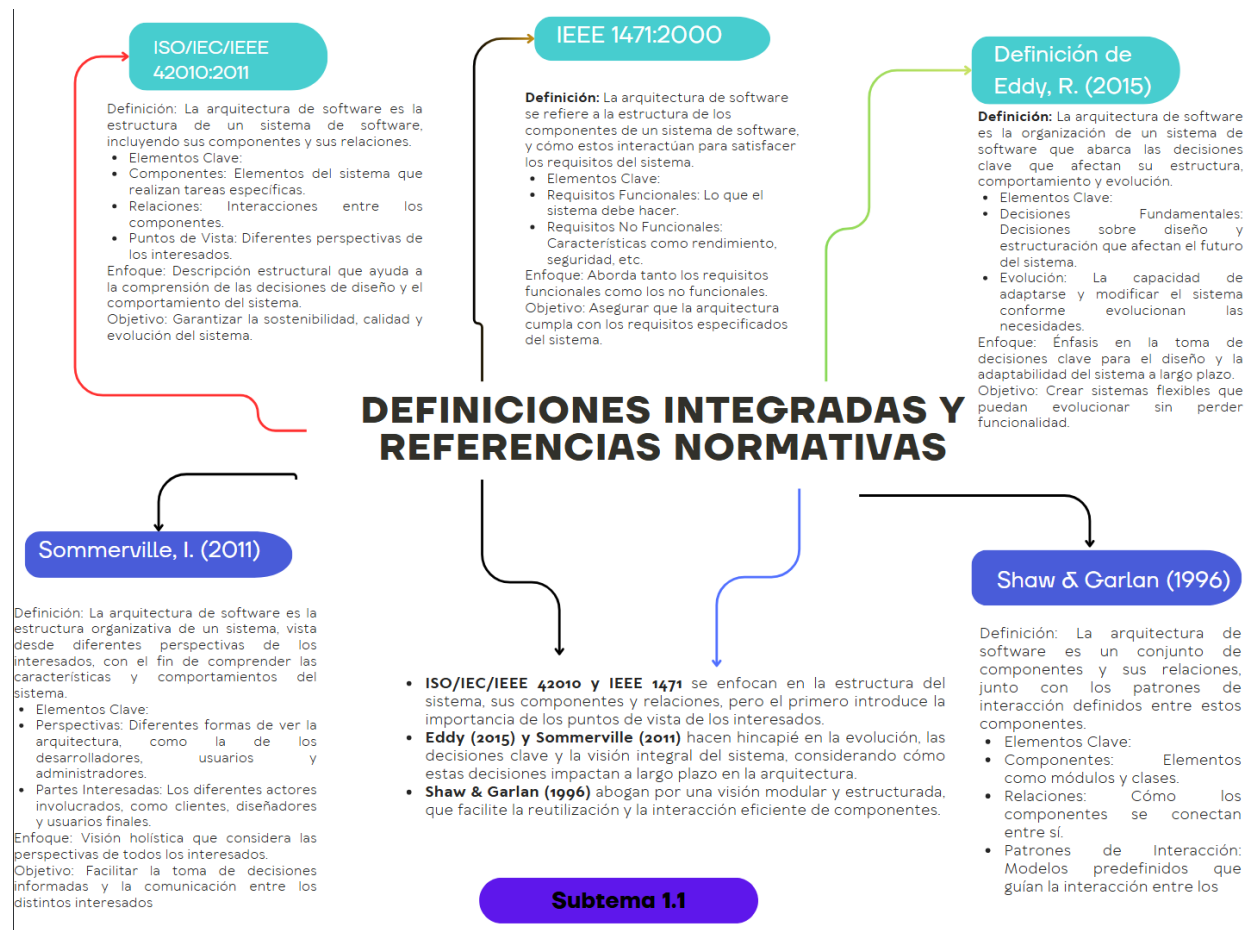 ISO/IEC/IEEE
42010:2011
Definición: La arquitectura de software es la
estructura de un sistema de software,
incluyendo sus componentes y sus relaciones.
• Elementos Clave:
• Componentes: Elementos del sistema que
realizan tareas específicas.
• Relaciones: Interacciones entre los
componentes.
• Puntos de Vista: Diferentes perspectivas de
los interesados.
Enfoque: Descripción estructural que ayuda a
la comprensión de las decisiones de diseño y el
comportamiento del sistema.
Objetivo: Garantizar la sostenibilidad, calidad y
evolución del sistema.
IEEE 1471:2000
Definición: La arquitectura de software
se refiere a la estructura de los
componentes de un sistema de software,
y cómo estos interactúan para satisfacer
los requisitos del sistema.
• Elementos Clave:
• Requisitos Funcionales: Lo que el
sistema debe hacer.
• Requisitos No Funcionales:
Características como rendimiento,
seguridad, etc.
Enfoque: Aborda tanto los requisitos
funcionales como los no funcionales.
Objetivo: Asegurar que la arquitectura
cumpla con los requisitos especificados
del sistema.
Definición de
Eddy, R. (2015)
Definición: La arquitectura de software
es la organización de un sistema de
software que abarca las decisiones
clave que afectan su estructura,
comportamiento y evolución.
• Elementos Clave:
• Decisiones Fundamentales:
Decisiones sobre diseño y
estructuración que afectan el futuro
del sistema.
• Evolución: La capacidad de
adaptarse y modificar el sistema
conforme evolucionan las
necesidades.
Enfoque: Énfasis en la toma de
decisiones clave para el diseño y la
adaptabilidad del sistema a largo plazo.
Objetivo: Crear sistemas flexibles que
puedan evolucionar sin perder
funcionalidad.
DEFINICIONES INTEGRADAS Y
REFERENCIAS NORMATIVAS
Sommerville, I. (2011)
Definición: La arquitectura de software es la
estructura organizativa de un sistema, vista
desde diferentes perspectivas de los
interesados, con el fin de comprender las
características y comportamientos del
sistema.
• Elementos Clave:
• Perspectivas: Diferentes formas de ver la
arquitectura, como la de los
desarrolladores, usuarios y
administradores.
• Partes Interesadas: Los diferentes actores
involucrados, como clientes, diseñadores
y usuarios finales.
Enfoque: Visión holística que considera las
perspectivas de todos los interesados.
Objetivo: Facilitar la toma de decisiones
informadas y la comunicación entre los
distintos interesados
• ISO/IEC/IEEE 42010 y IEEE 1471 se enfocan en la estructura del
sistema, sus componentes y relaciones, pero el primero introduce la
importancia de los puntos de vista de los interesados.
• Eddy (2015) y Sommerville (2011) hacen hincapié en la evolución, las
decisiones clave y la visión integral del sistema, considerando cómo
estas decisiones impactan a largo plazo en la arquitectura.
• Shaw & Garlan (1996) abogan por una visión modular y estructurada,
que facilite la reutilización y la interacción eficiente de componentes.
Shaw & Garlan (1996)
Definición: La arquitectura de
software es un conjunto de
componentes y sus relaciones,
junto con los patrones de
interacción definidos entre estos
componentes.
• Elementos Clave:
• Componentes: Elementos
como módulos y clases.
• Relaciones: Cómo los
componentes se conectan
entre sí.
• Patrones de Interacción:
Modelos predefinidos que
guían la interacción entre los
Subtema 1.1